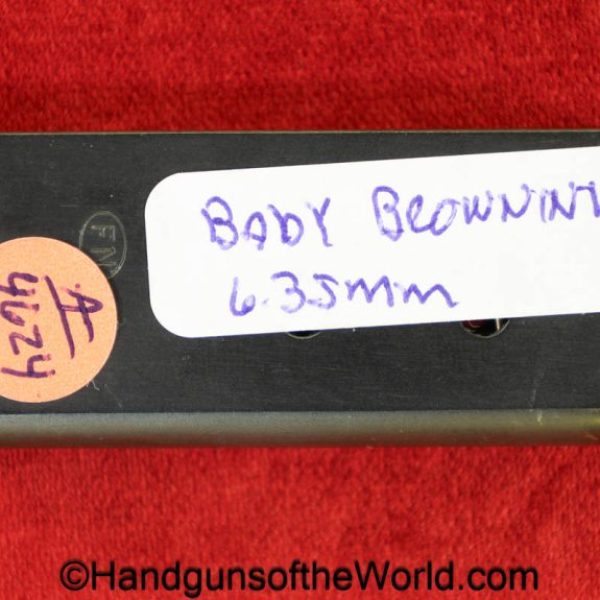 BABY BROWNIN
6.35mm
FN
A
4624
©HandgunsoftheWorld.com